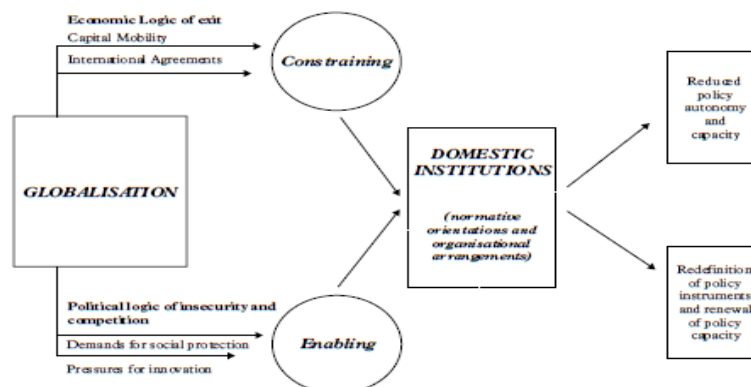 Economic Logic of exit
Capital Mobility
International Agreements
Constraining
GLOBALISATION
DOMESTIC
INSTITUTIONS
(normative
orientations and
organisational
arrangements)
Reduced
policy
autonomy
and
capacity
Political logic of insecurity and
competition
Demands for social protection
Pressures for innovation
Enabling
Redefinition
of policy
instruments
and renewal
of policy
capacity